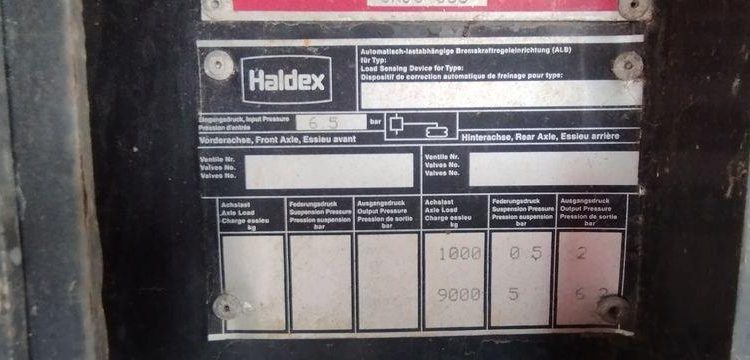 Haldex
Automatisch-lastabhängige Bremskraftregeleinrichtung (ALB)
für Typ:
Load Sensing Device for Type:
Dispositif de correction automatique de freinage pour type:
Eingangsdruck, Input Pressure
Pression d'entrée
6.5 bar
Vorderachse, Front Axle, Essieu avant
Hinterachse, Rear Axle, Essieu arrière
Ventile Nr.
Valves No.
Valves No.
Ventile Nr.
Valves No.
Valves No.
Achslast
Axle Load
Charge essieu
kg
Federungsdruck
Suspension Pressure
Pression suspension
bar
Ausgangsdruck
Output Pressure
Pression de sortie
bar
Achslast
Axle Load
Charge essieu
kg
Federungsdruck
Suspension Pressure
Pression suspension
bar
Ausgangsdruck
Output Pressure
Pression de sortie
bar
1000 0 5 2
9000 5 6